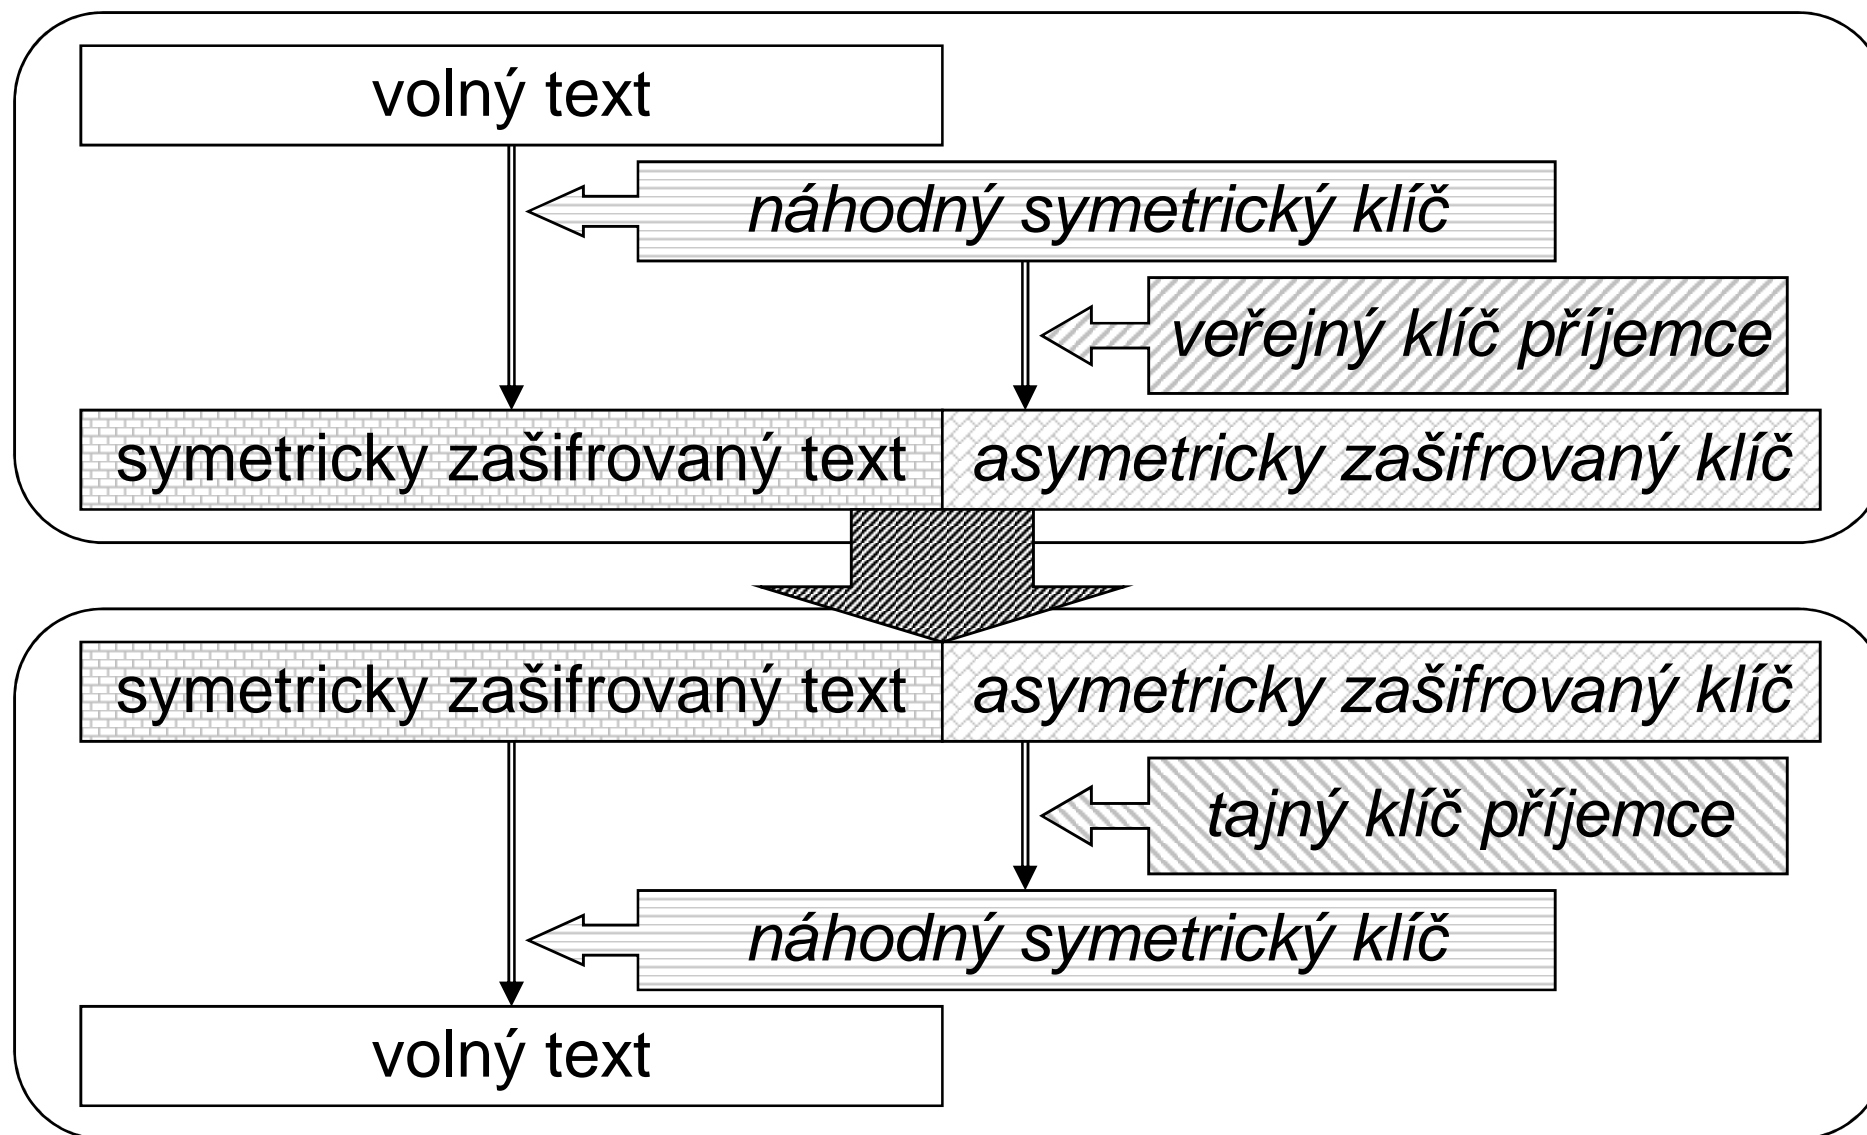 volný text
náhodný symetrický klíč
veřejný klíč příjemce
symetricky zašifrovaný text
asymetricky zašifrovaný klíč
symetricky zašifrovaný text
asymetricky zašifrovaný klíč
tajný klíč příjemce
náhodný symetrický klíč
volný text